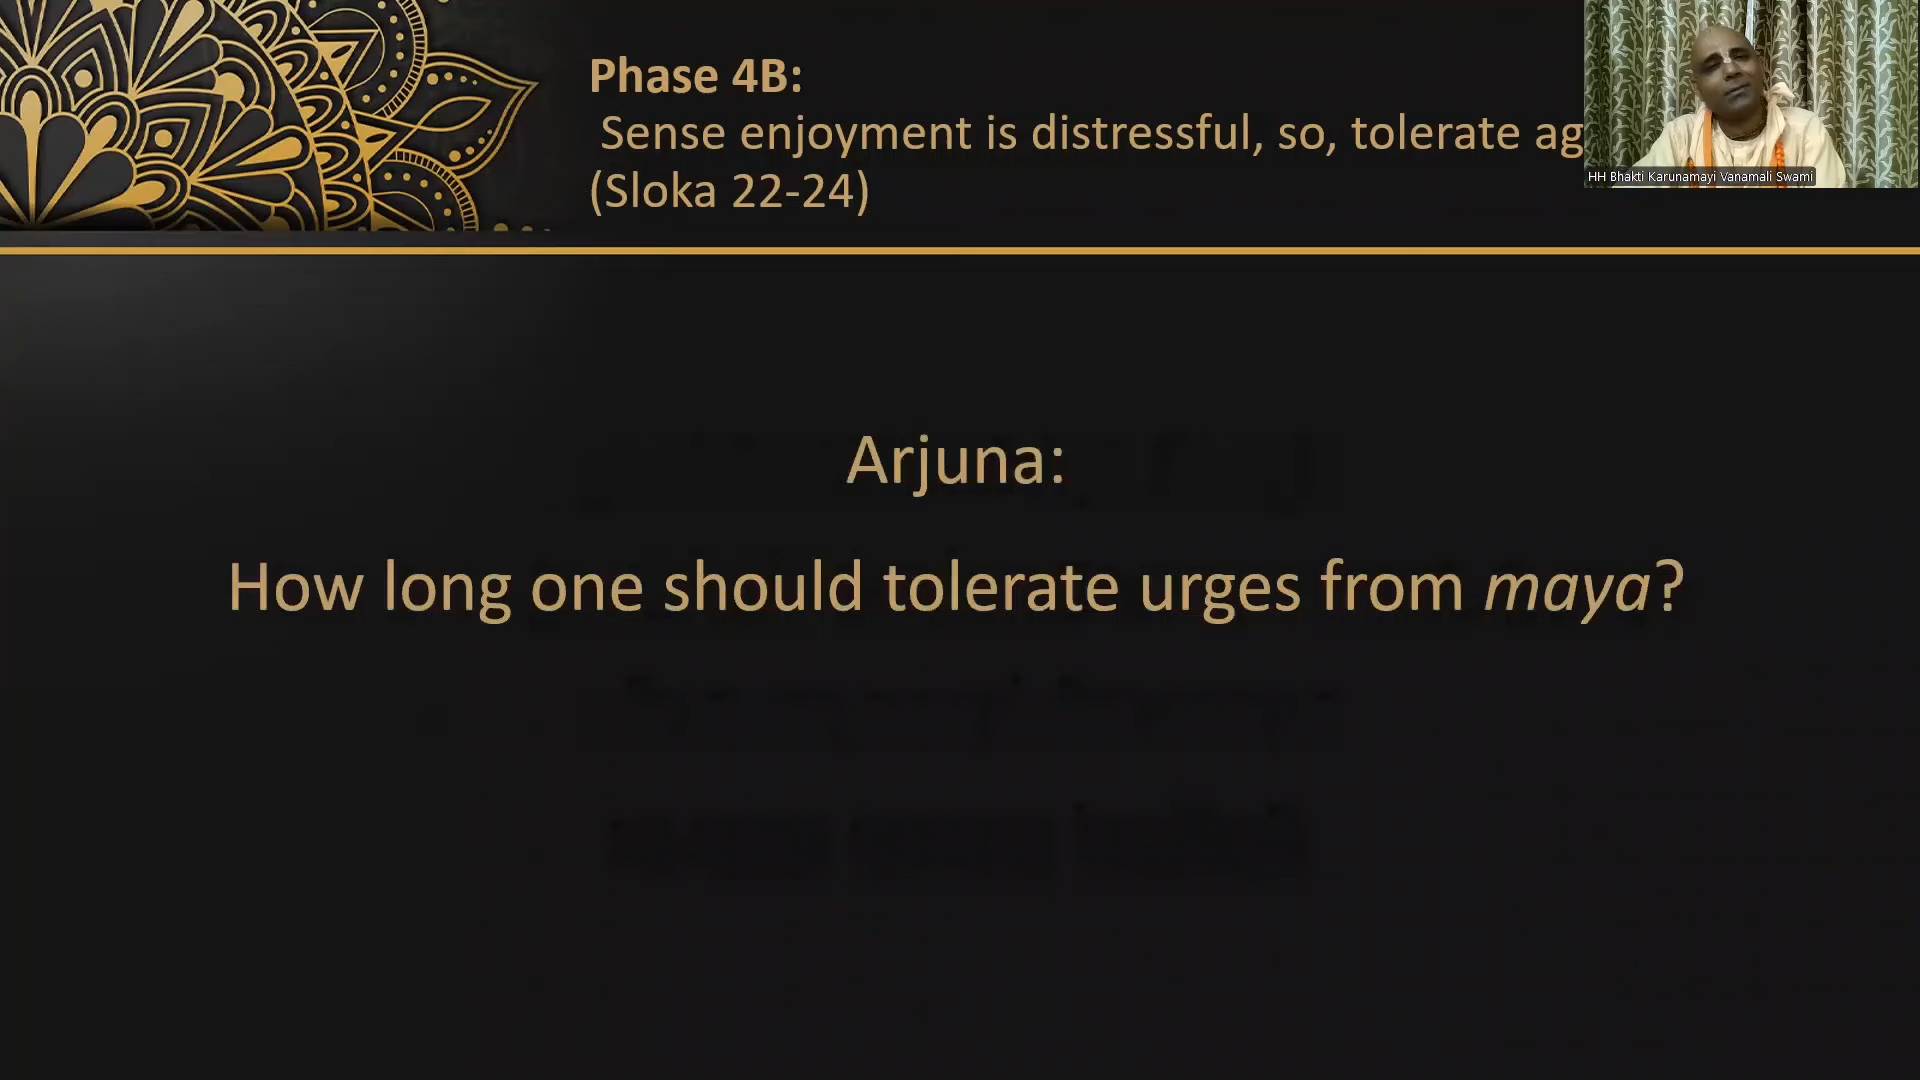 Phase 4B:
Sense enjoyment is distressful, so, tolerate
(Sloka 22-24)
HH Bhakti Karunamayi Vanamali Swami
Arjuna:
How long one should tolerate urges from maya?